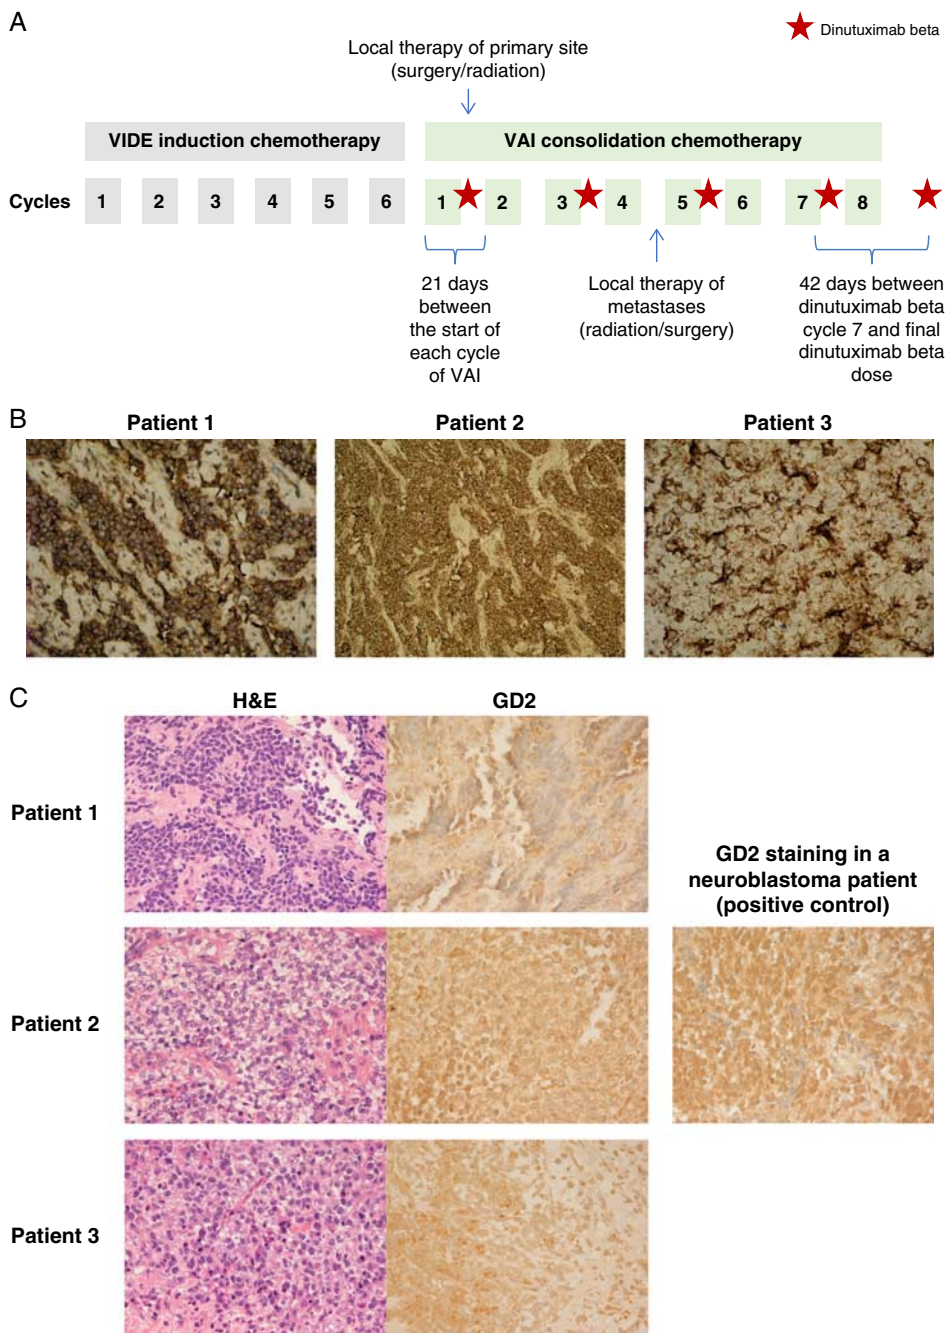 A
Dinutuximab beta
Local therapy of primary site
(surgery/radiation)
VIDE induction chemotherapy
VAI consolidation chemotherapy
Cycles 1 2 3 4 5 6 1 2 3 4 5 6 7 8
21 days
between
the start of
each cycle
of VAI
Local therapy of
metastases
(radiation/surgery)
42 days between
dinutuximab beta
cycle 7 and final
dinutuximab beta
dose
B
Patient 1
Patient 2
Patient 3
C
H&E
GD2
Patient 1
GD2 staining in a
neuroblastoma patient
(positive control)
Patient 2
Patient 3